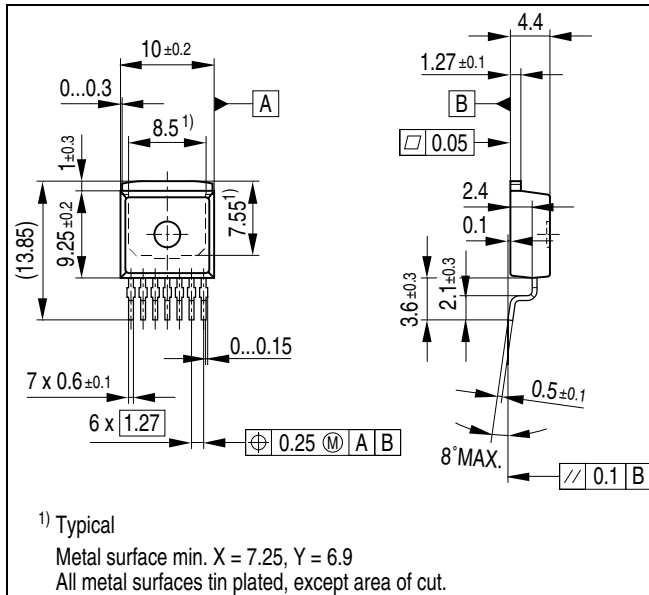 4.4
10 ±0.2
1.27 ±0.1
0...0.3
A
B
8.5 1)
0.05
1±0.3
7.55 1)
2.4
(13.85)
9.25 ±0.2
0.1
3.6 ±0.3
2.1 ±0.3
0...0.15
7 x 0.6 ±0.1
0.5 ±0.1
6 x 1.27
⌖ 0.25 Ⓜ A B
8° MAX.
// 0.1 B
1) Typical
Metal surface min. X = 7.25, Y = 6.9
All metal surfaces tin plated, except area of cut.